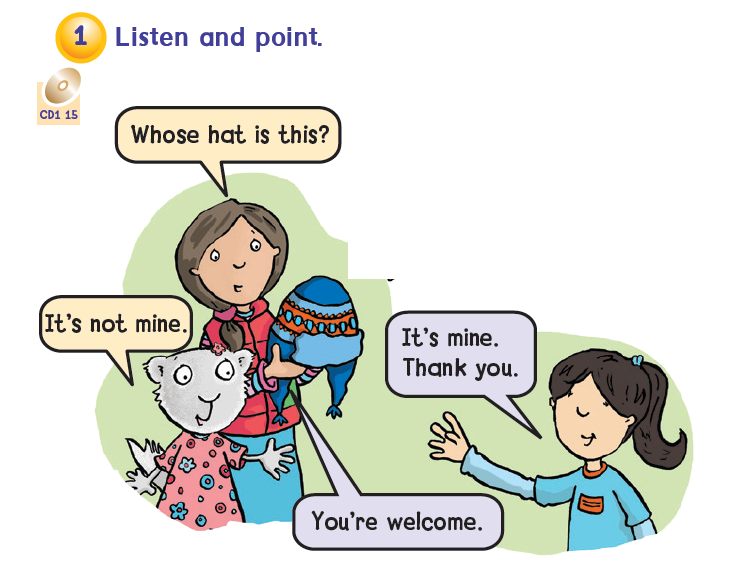 1 Listen and point.
CD1 15
Whose hat is this?
It's not mine.
It's mine.
Thank you.
You're welcome.